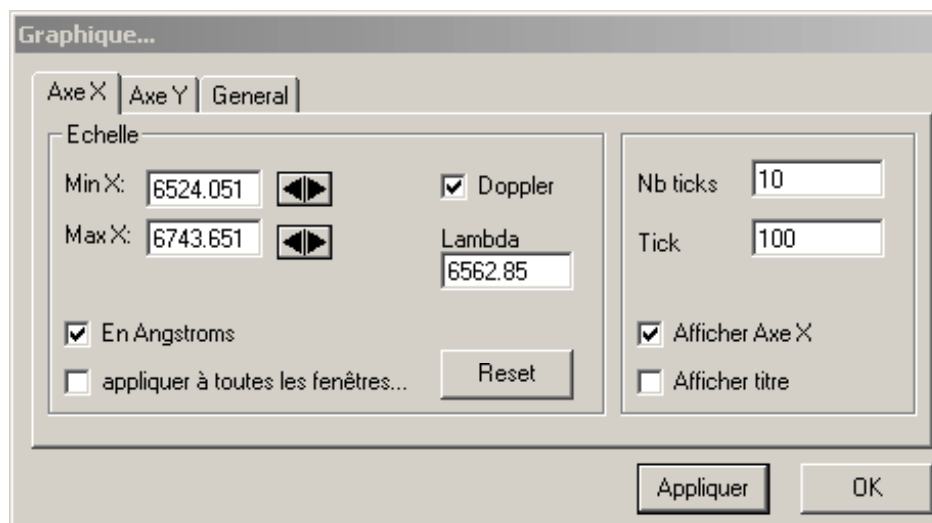 Graphique...
Axe X Axe Y General
Echelle
Min X: 6524.051
Doppler
Max X: 6743.651
Lambda
6562.85
En Angstroms
appliquer à toutes les fenêtres...
Reset
Nb ticks 10
Tick 100
Afficher Axe X
Afficher titre
Appliquer OK